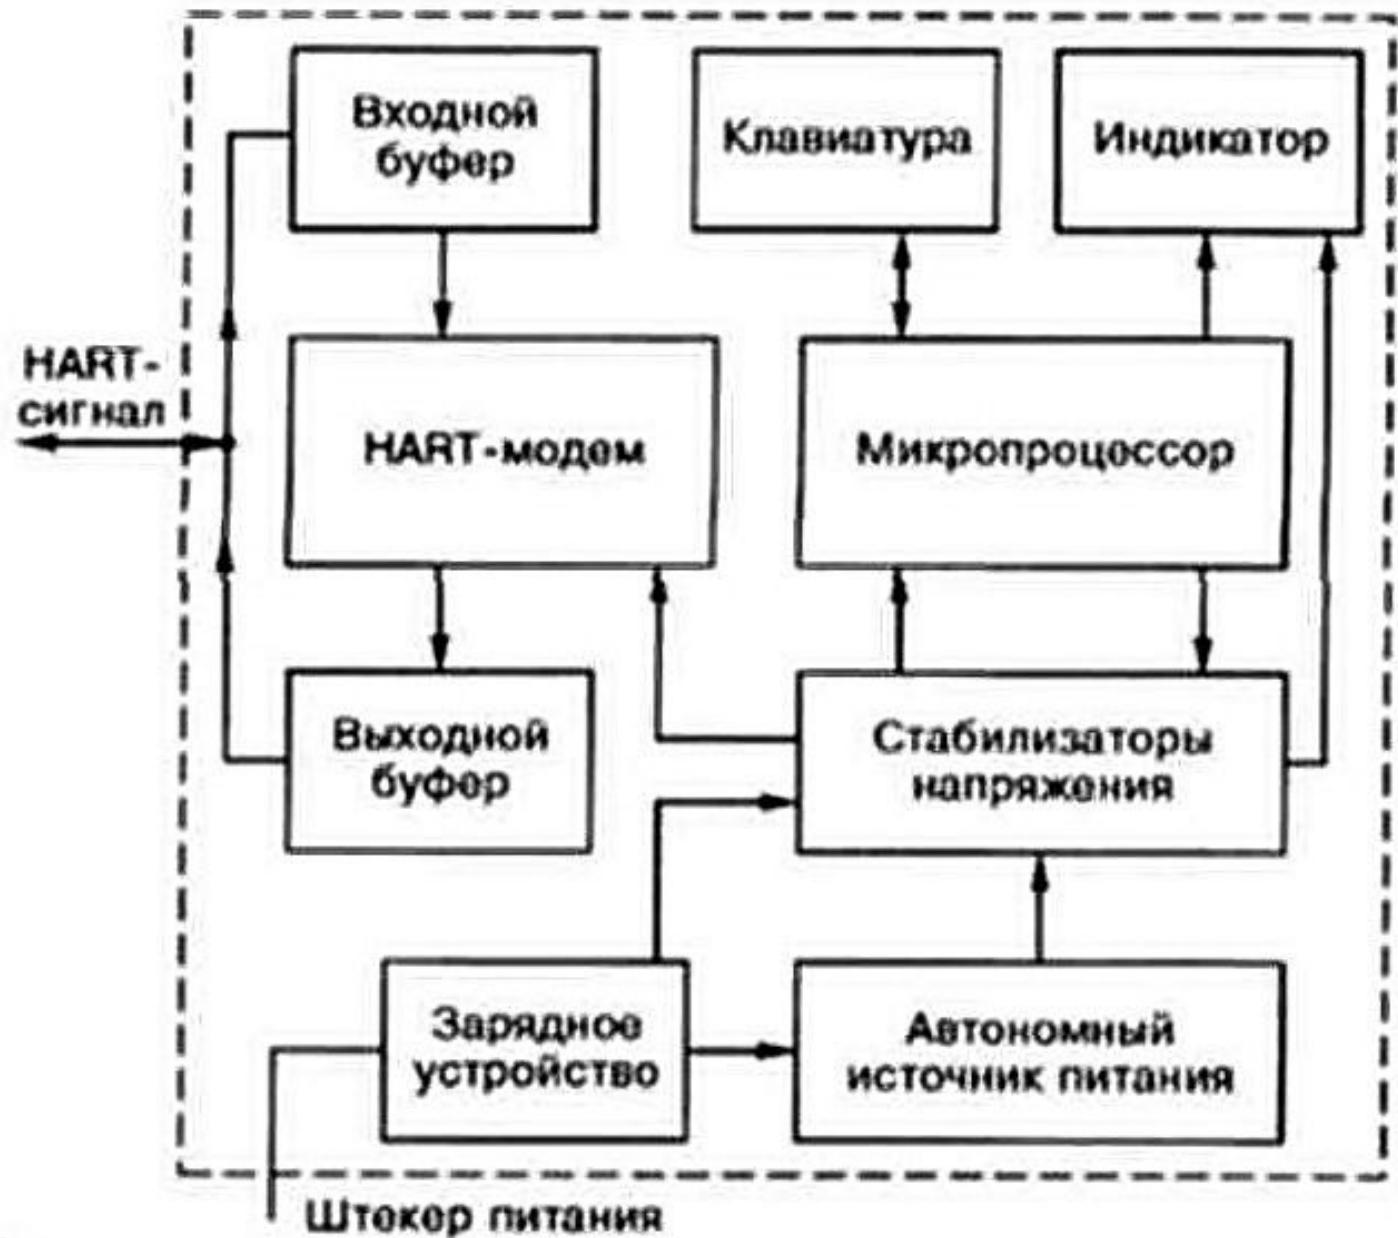 Входной
буфер
Клавиатура
Индикатор
HART-
сигнал
HART-модем
Микропроцессор
Выходной
буфер
Стабилизаторы
напряжения
Зарядное
устройство
Автономный
источник питания
Штекер питания